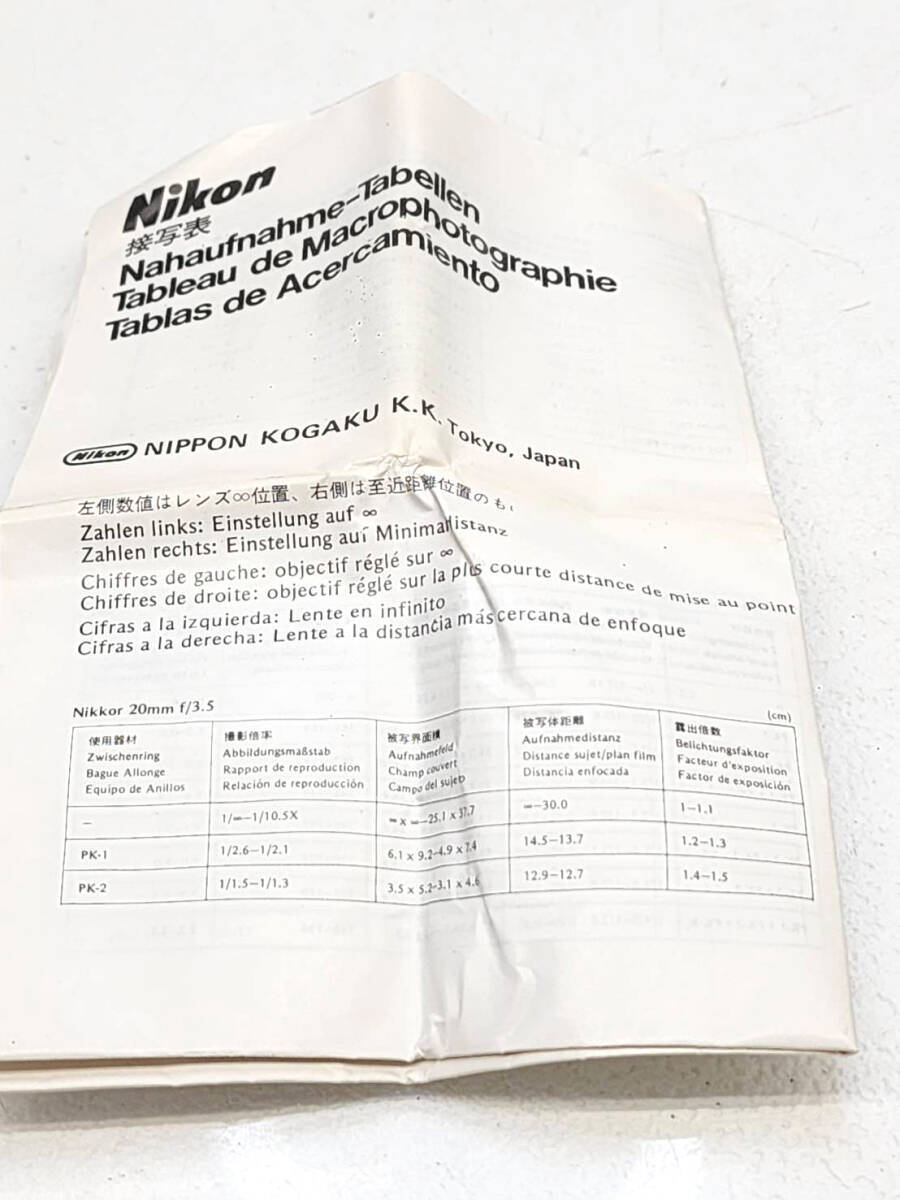 Nikon
接写表
Nahaufnahme-Tabellen
Tableau de Macrophotographie
Tablas de Acercamiento
Nikon NIPPON KOGAKU K.K. Tokyo, Japan
左側数値はレンズ∞位置、右側は至近距離位置のも
Zahlen links: Einstellung auf ∞
Zahlen rechts: Einstellung auf Minimaldistanz
Chiffres de gauche: objectif réglé sur ∞
Chiffres de droite: objectif réglé sur la plus courte distance de mise au point
Cifras a la izquierda: Lente en infinito
Cifras a la derecha: Lente a la distancia máscercana de enfoque
Nikkor 20mm f/3.5 (cm)
使用器材 撮影倍率 被写界面積 被写体距離 露出倍数
Zwischenring Abbildungsmaßstab Aufnahmefeld Aufnahmedistanz Belichtungsfaktor
Bague Allonge Rapport de reproduction Champ couvert Distance sujet/plan film Facteur d'exposition
Equipo de Anillos Relación de reproducción Campo del sujeto Distancia enfocada Factor de exposición
– 1/∞–1/10.5X ∞ x ∞–25.1 x 37.7 ∞–30.0 1–1.1
PK-1 1/2.6–1/2.1 6.1 x 9.2–4.9 x 7.4 14.5–13.7 1.2–1.3
PK-2 1/1.5–1/1.3 3.5 x 5.2–3.1 x 4.6 12.9–12.7 1.4–1.5